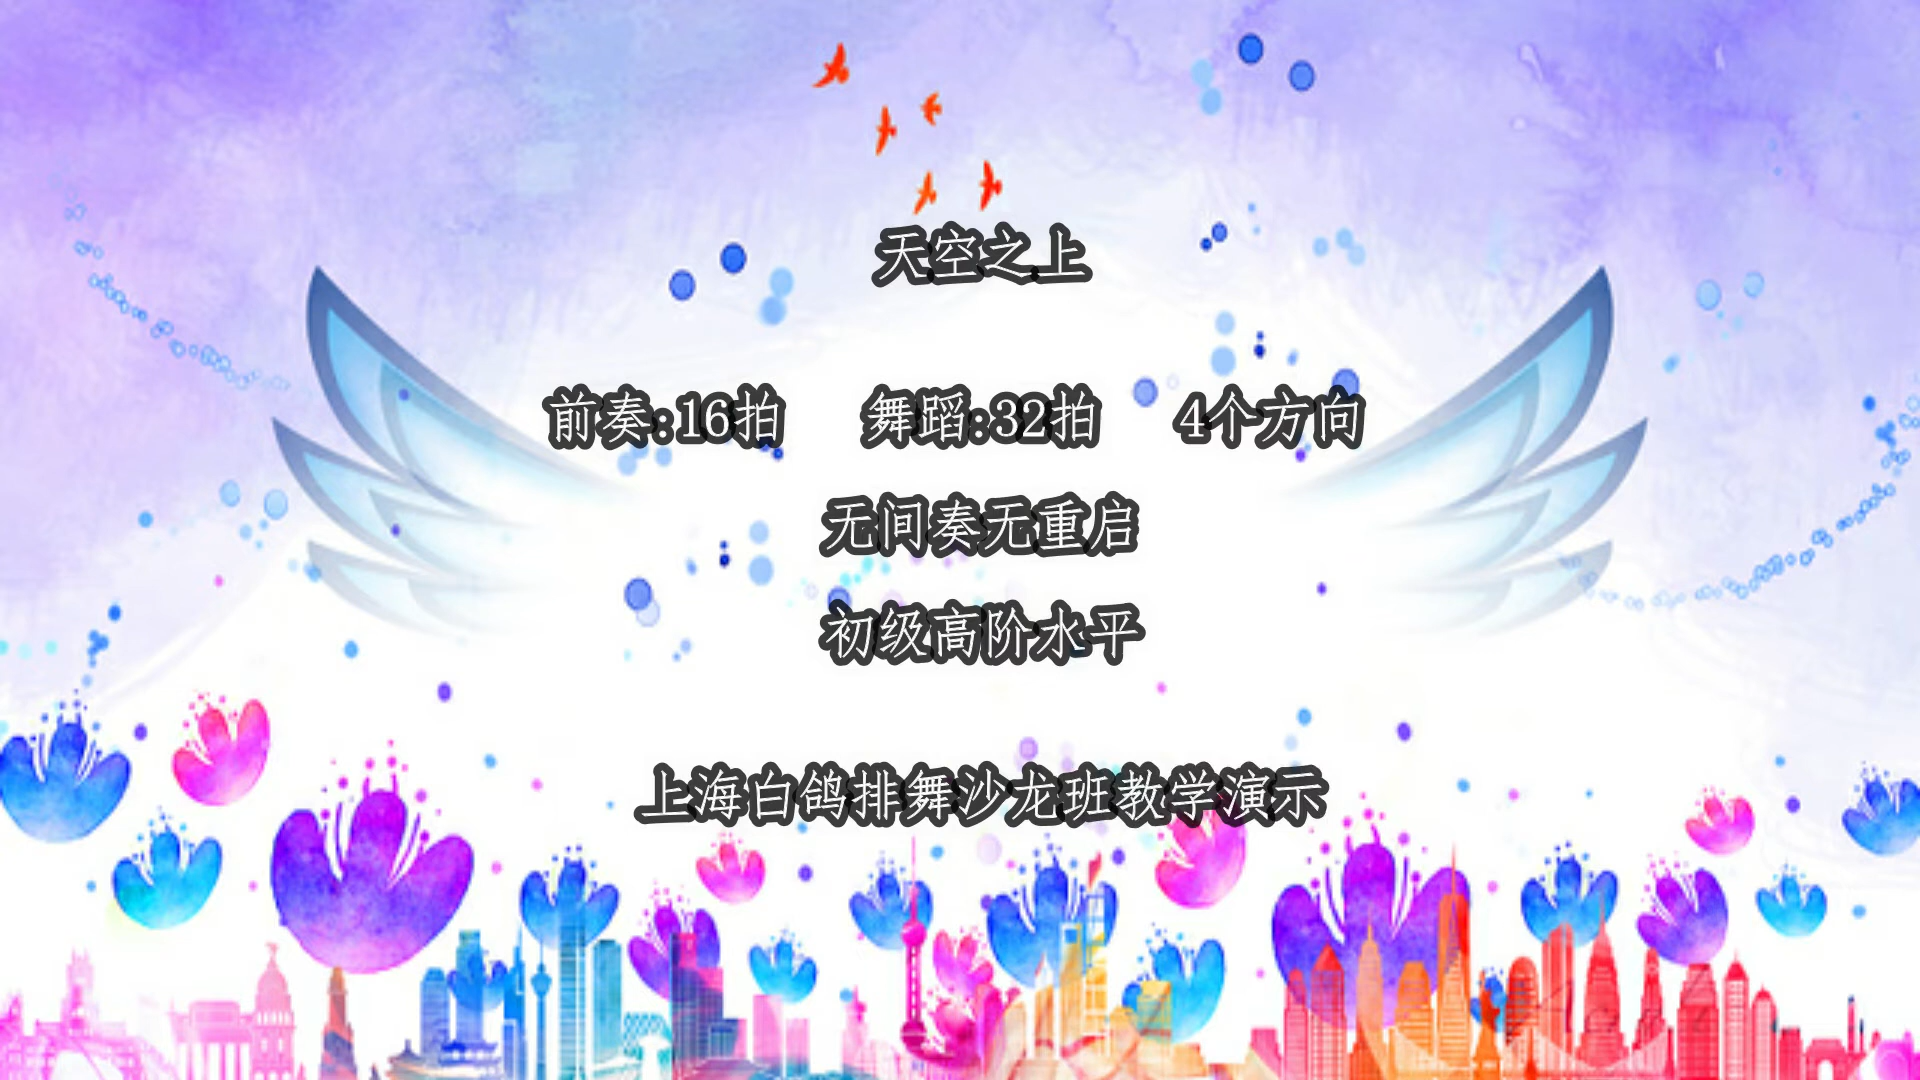 天空之上
前奏:16拍 舞蹈:32拍 4个方向
无间奏无重启
初级高阶水平
上海白鸽排舞沙龙班教学演示